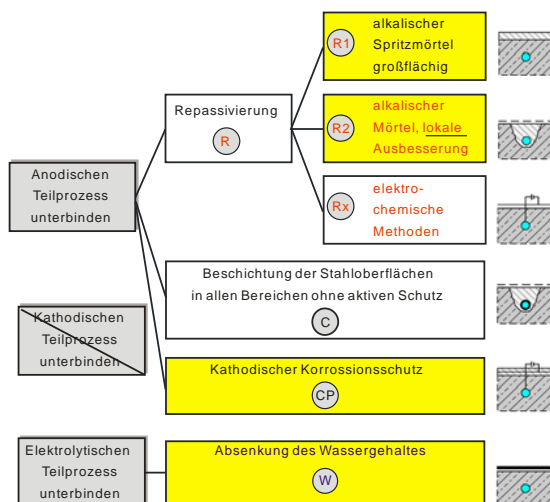 alkalischer
R1
Spritzmörtel
großflächig
Repassivierung
R
alkalischer
R2
Mörtel, lokale
Ausbesserung
Anodischen
Teilprozess
unterbinden
Rx
elektro-
chemische
Methoden
Beschichtung der Stahloberflächen
in allen Bereichen ohne aktiven Schutz
C
Kathodischen
Teilprozess
unterbinden
Kathodischer Korrossionsschutz
CP
Elektrolytischen
Teilprozess
unterbinden
Absenkung des Wassergehaltes
W